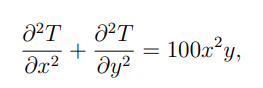 ∂²T/∂x² + ∂²T/∂y² = 100x²y,